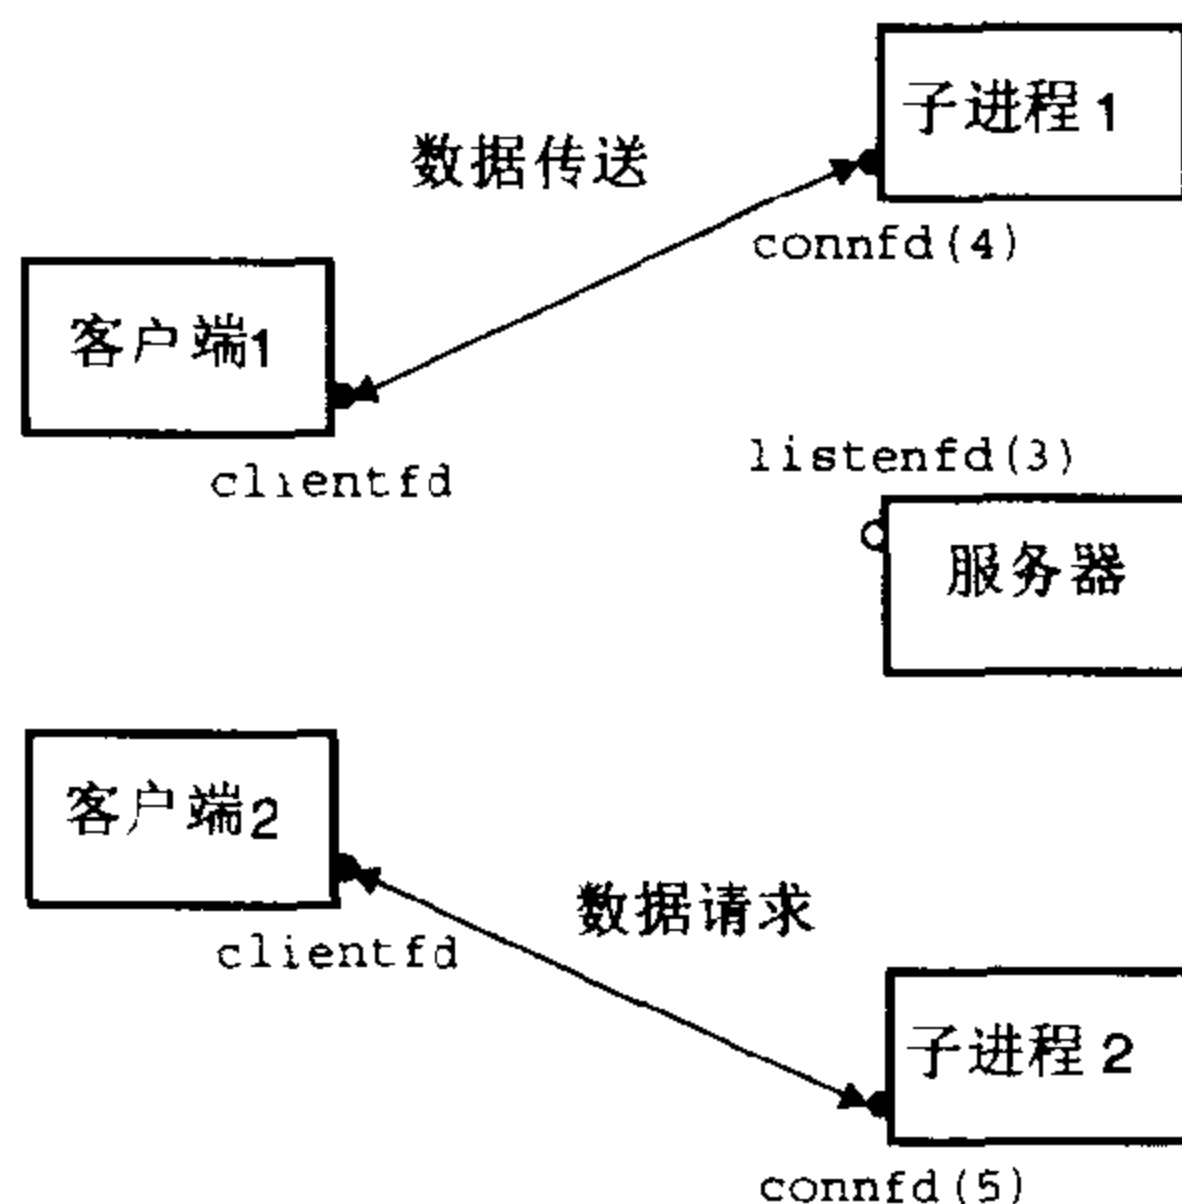 子进程 1
数据传送
connfd(4)
客户端1
clientfd
listenfd(3)
服务器
客户端2
数据请求
clientfd
子进程 2
connfd(5)